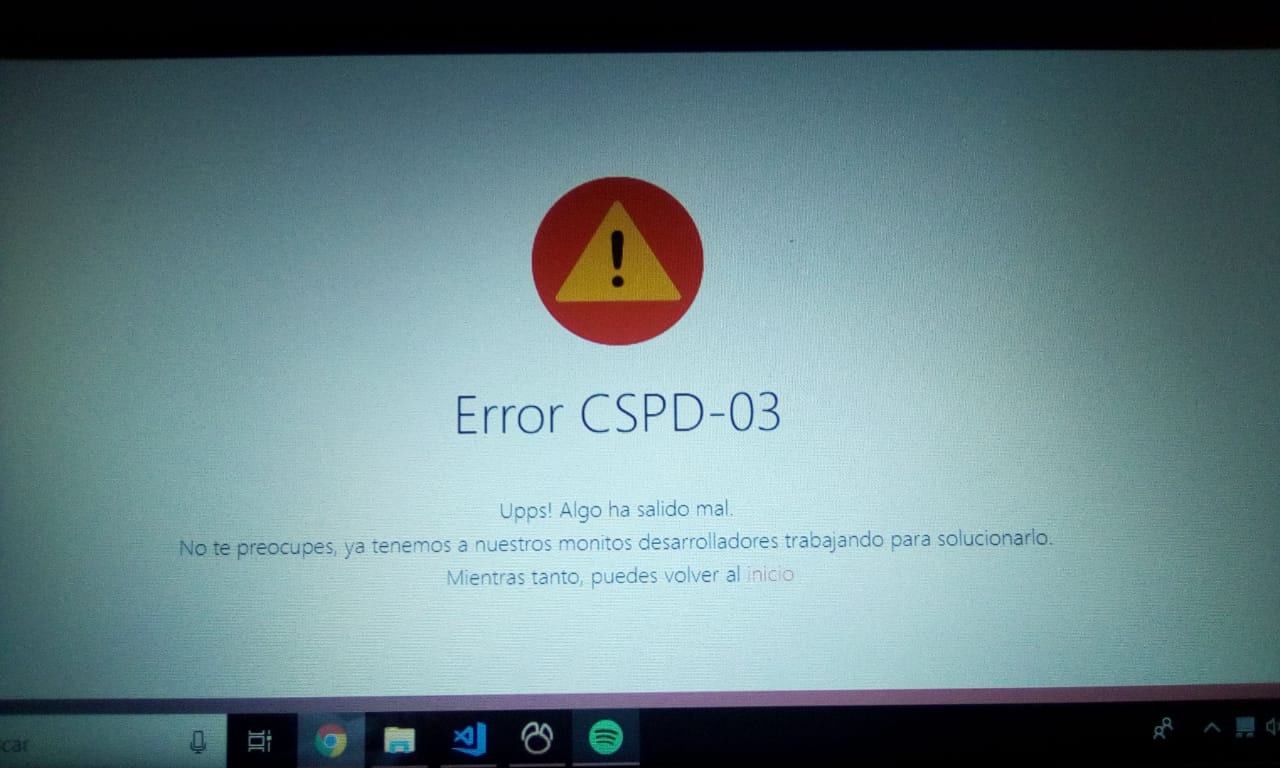 Error CSPD-03
Upps! Algo ha salido mal.
No te preocupes, ya tenemos a nuestros monitos desarrolladores trabajando para solucionarlo.
Mientras tanto, puedes volver al inicio
car